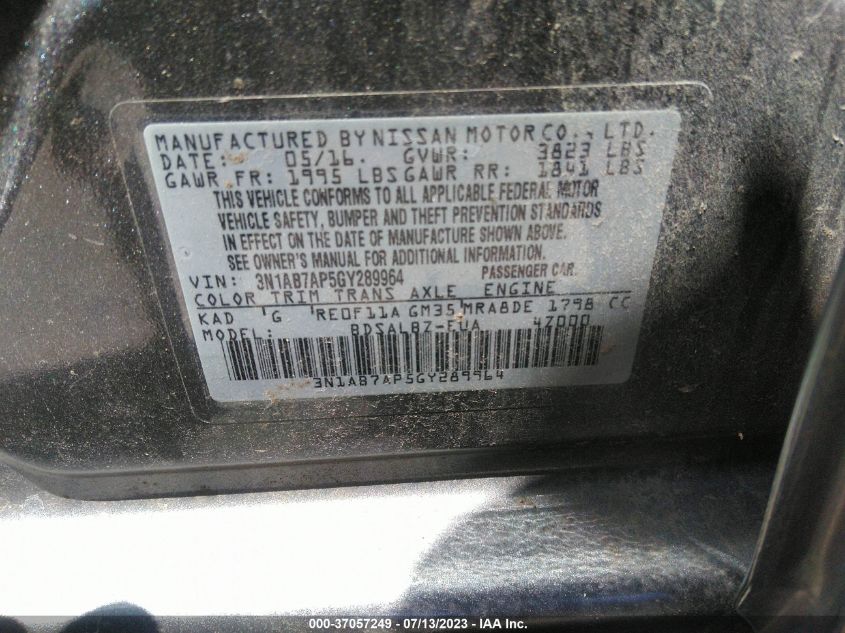 MANUFACTURED BY NISSAN MOTOR CO., LTD.
DATE: 05/16. GVWR: 3823 LBS
GAWR FR: 1995 LBS GAWR RR: 1841 LBS
THIS VEHICLE CONFORMS TO ALL APPLICABLE FEDERAL MOTOR
VEHICLE SAFETY, BUMPER AND THEFT PREVENTION STANDARDS
IN EFFECT ON THE DATE OF MANUFACTURE SHOWN ABOVE.
SEE OWNER'S MANUAL FOR ADDITIONAL INFORMATION.
VIN: 3N1AB7AP5GY289964 PASSENGER CAR.
COLOR TRIM TRANS AXLE ENGINE
KAD G RE0F11A GM35 MRA8DE 1798 CC
MODEL: BDSALBZ-EUA 4Z000
3N1AB7AP5GY289964
000-37057249 - 07/13/2023 - IAA Inc.